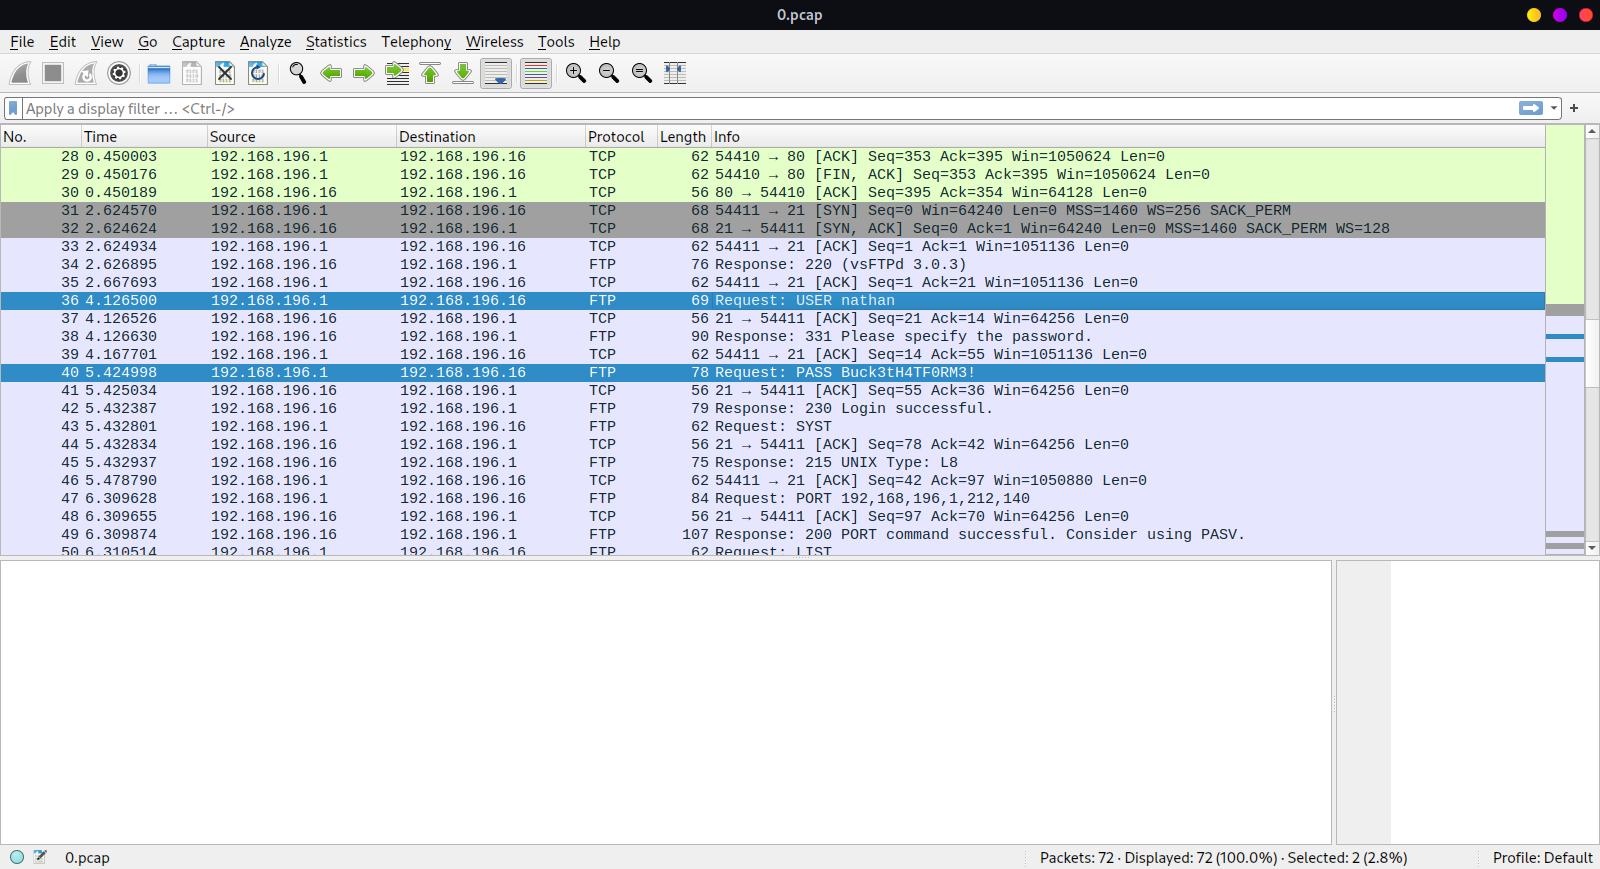 0.pcap
File Edit View Go Capture Analyze Statistics Telephony Wireless Tools Help
Apply a display filter … <Ctrl-/>
No. Time Source Destination Protocol Length Info
28 0.450003 192.168.196.1 192.168.196.16 TCP 62 54410 → 80 [ACK] Seq=353 Ack=395 Win=1050624 Len=0
29 0.450176 192.168.196.1 192.168.196.16 TCP 62 54410 → 80 [FIN, ACK] Seq=353 Ack=395 Win=1050624 Len=0
30 0.450189 192.168.196.16 192.168.196.1 TCP 56 80 → 54410 [ACK] Seq=395 Ack=354 Win=64128 Len=0
31 2.624570 192.168.196.1 192.168.196.16 TCP 68 54411 → 21 [SYN] Seq=0 Win=64240 Len=0 MSS=1460 WS=256 SACK_PERM
32 2.624624 192.168.196.16 192.168.196.1 TCP 68 21 → 54411 [SYN, ACK] Seq=0 Ack=1 Win=64240 Len=0 MSS=1460 SACK_PERM WS=128
33 2.624934 192.168.196.1 192.168.196.16 TCP 62 54411 → 21 [ACK] Seq=1 Ack=1 Win=1051136 Len=0
34 2.626895 192.168.196.16 192.168.196.1 FTP 76 Response: 220 (vsFTPd 3.0.3)
35 2.667693 192.168.196.1 192.168.196.16 TCP 62 54411 → 21 [ACK] Seq=1 Ack=21 Win=1051136 Len=0
36 4.126500 192.168.196.1 192.168.196.16 FTP 69 Request: USER nathan
37 4.126526 192.168.196.16 192.168.196.1 TCP 56 21 → 54411 [ACK] Seq=21 Ack=14 Win=64256 Len=0
38 4.126630 192.168.196.16 192.168.196.1 FTP 90 Response: 331 Please specify the password.
39 4.167701 192.168.196.1 192.168.196.16 TCP 62 54411 → 21 [ACK] Seq=14 Ack=55 Win=1051136 Len=0
40 5.424998 192.168.196.1 192.168.196.16 FTP 78 Request: PASS Buck3tH4TF0RM3!
41 5.425034 192.168.196.16 192.168.196.1 TCP 56 21 → 54411 [ACK] Seq=55 Ack=36 Win=64256 Len=0
42 5.432387 192.168.196.16 192.168.196.1 FTP 79 Response: 230 Login successful.
43 5.432801 192.168.196.1 192.168.196.16 FTP 62 Request: SYST
44 5.432834 192.168.196.16 192.168.196.1 TCP 56 21 → 54411 [ACK] Seq=78 Ack=42 Win=64256 Len=0
45 5.432937 192.168.196.16 192.168.196.1 FTP 75 Response: 215 UNIX Type: L8
46 5.478790 192.168.196.1 192.168.196.16 TCP 62 54411 → 21 [ACK] Seq=42 Ack=97 Win=1050880 Len=0
47 6.309628 192.168.196.1 192.168.196.16 FTP 84 Request: PORT 192,168,196,1,212,140
48 6.309655 192.168.196.16 192.168.196.1 TCP 56 21 → 54411 [ACK] Seq=97 Ack=70 Win=64256 Len=0
49 6.309874 192.168.196.16 192.168.196.1 FTP 107 Response: 200 PORT command successful. Consider using PASV.
50 6.310514 192.168.196.1 192.168.196.16 FTP 62 Request: LIST
0.pcap Packets: 72 · Displayed: 72 (100.0%) · Selected: 2 (2.8%) Profile: Default